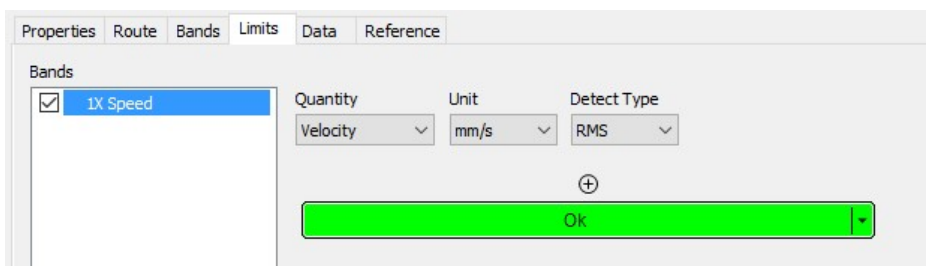 Properties Route Bands Limits Data Reference
Bands
1X Speed
Quantity Unit Detect Type
Velocity mm/s RMS
Ok